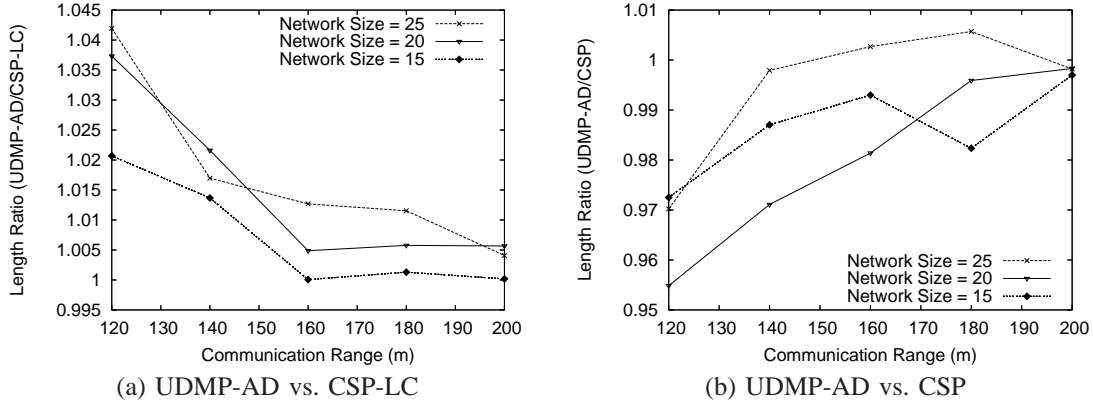 1.045
1.04
1.035
1.03
1.025
1.02
1.015
1.01
1.005
1
0.995
120 130 140 150 160 170 180 190 200
Length Ratio (UDMP-AD/CSP-LC)
Communication Range (m)
Network Size = 25
Network Size = 20
Network Size = 15
(a) UDMP-AD vs. CSP-LC
1.01
1
0.99
0.98
0.97
0.96
0.95
120 130 140 150 160 170 180 190 200
Length Ratio (UDMP-AD/CSP)
Communication Range (m)
Network Size = 25
Network Size = 20
Network Size = 15
(b) UDMP-AD vs. CSP